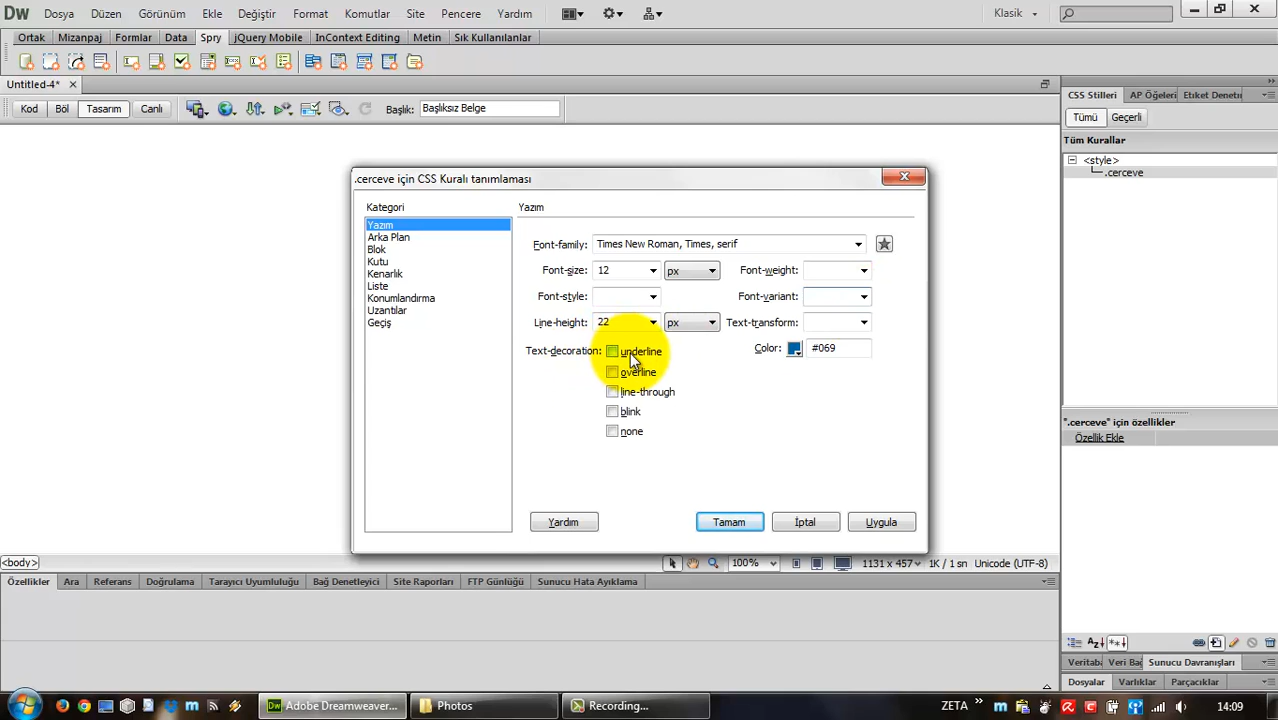 Dw Dosya Düzen Görünüm Ekle Değiştir Format Komutlar Site Pencere Yardım Klasik
Ortak Mizanpaj Formlar Data Spry jQuery Mobile InContext Editing Metin Sık Kullanılanlar
Untitled-4*
Kod Böl Tasarım Canlı Başlık: Başlıksız Belge
CSS Stilleri AP Öğeleri Etiket Denetin
Tümü Geçerli
Tüm Kurallar
<style>
.cerceve
.cerceve için CSS Kuralı tanımlaması
Kategori
Yazım
Arka Plan
Blok
Kutu
Kenarlık
Liste
Konumlandırma
Uzantılar
Geçiş
Yazım
Font-family: Times New Roman, Times, serif
Font-size: 12 px Font-weight:
Font-style: Font-variant:
Line-height: 22 px Text-transform:
Text-decoration: underline Color: #069
overline
line-through
blink
none
Yardım Tamam İptal Uygula
".cerceve" için özellikler
Özellik Ekle
<body> 100% 1131 x 457 1K / 1 sn Unicode (UTF-8)
Özellikler Ara Referans Doğrulama Tarayıcı Uyumluluğu Bağ Denetleyici Site Raporları FTP Günlüğü Sunucu Hata Ayıklama
Veritaba Veri Bağ Sunucu Davranışları
Dosyalar Varlıklar Parçacıklar
Adobe Dreamweaver... Photos Recording... ZETA 14:09